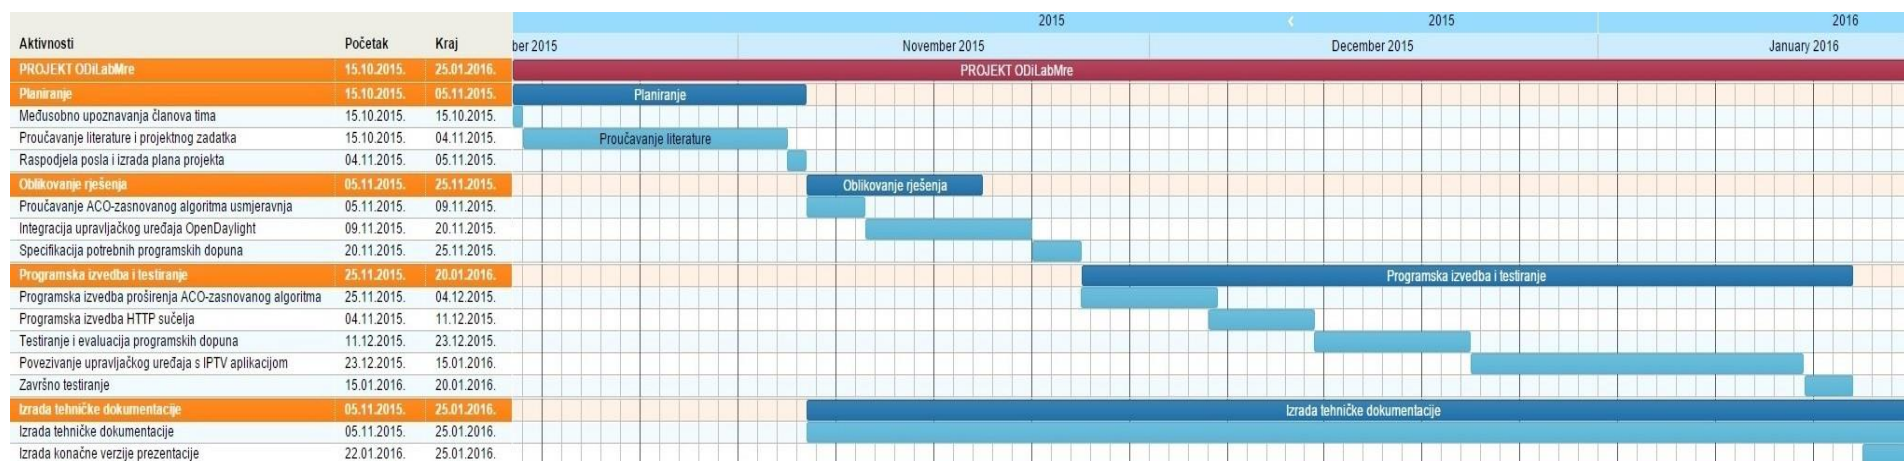 2015 2015 2016
Aktivnosti Početak Kraj ber 2015 November 2015 December 2015 January 2016
PROJEKT ODiLabMre 15.10.2015. 25.01.2016. PROJEKT ODiLabMre
Planiranje 15.10.2015. 05.11.2015. Planiranje
Međusobno upoznavanja članova tima 15.10.2015. 15.10.2015.
Proučavanje literature i projektnog zadatka 15.10.2015. 04.11.2015. Proučavanje literature
Raspodjela posla i izrada plana projekta 04.11.2015. 05.11.2015.
Oblikovanje rješenja 05.11.2015. 25.11.2015. Oblikovanje rješenja
Proučavanje ACO-zasnovanog algoritma usmjeravnja 05.11.2015. 09.11.2015.
Integracija upravljačkog uređaja OpenDaylight 09.11.2015. 20.11.2015.
Specifikacija potrebnih programskih dopuna 20.11.2015. 25.11.2015.
Programska izvedba i testiranje 25.11.2015. 20.01.2016. Programska izvedba i testiranje
Programska izvedba proširenja ACO-zasnovanog algoritma 25.11.2015. 04.12.2015.
Programska izvedba HTTP sučelja 04.11.2015. 11.12.2015.
Testiranje i evaluacija programskih dopuna 11.12.2015. 23.12.2015.
Povezivanje upravljačkog uređaja s IPTV aplikacijom 23.12.2015. 15.01.2016.
Završno testiranje 15.01.2016. 20.01.2016.
Izrada tehničke dokumentacije 05.11.2015. 25.01.2016. Izrada tehničke dokumentacije
Izrada tehničke dokumentacije 05.11.2015. 25.01.2016.
Izrada konačne verzije prezentacije 22.01.2016. 25.01.2016.